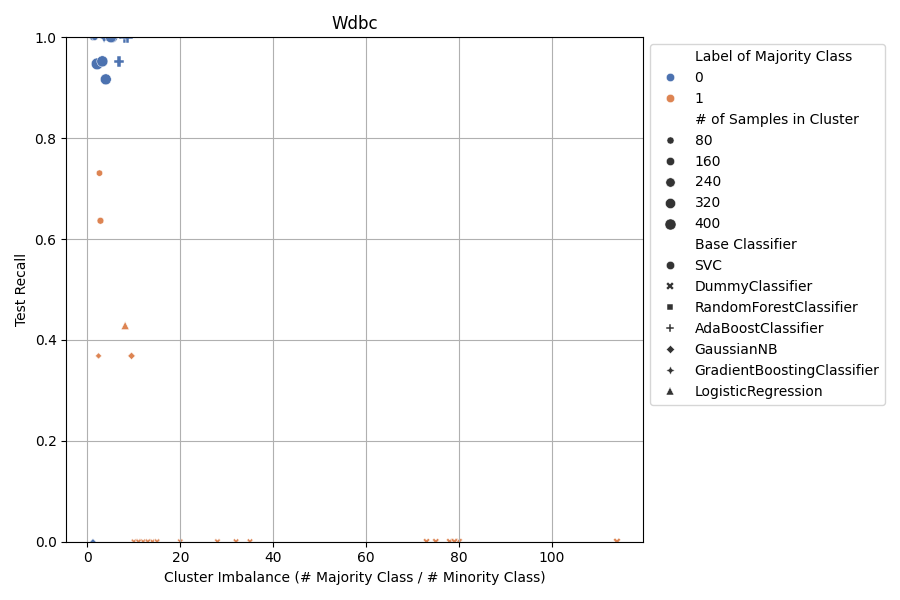 Wdbc
1.0
0.8
0.6
0.4
0.2
0.0
Test Recall
0
20
40
60
80
100
Cluster Imbalance (# Majority Class / # Minority Class)
Label of Majority Class
0
1
# of Samples in Cluster
80
160
240
320
400
Base Classifier
SVC
DummyClassifier
RandomForestClassifier
AdaBoostClassifier
GaussianNB
GradientBoostingClassifier
LogisticRegression